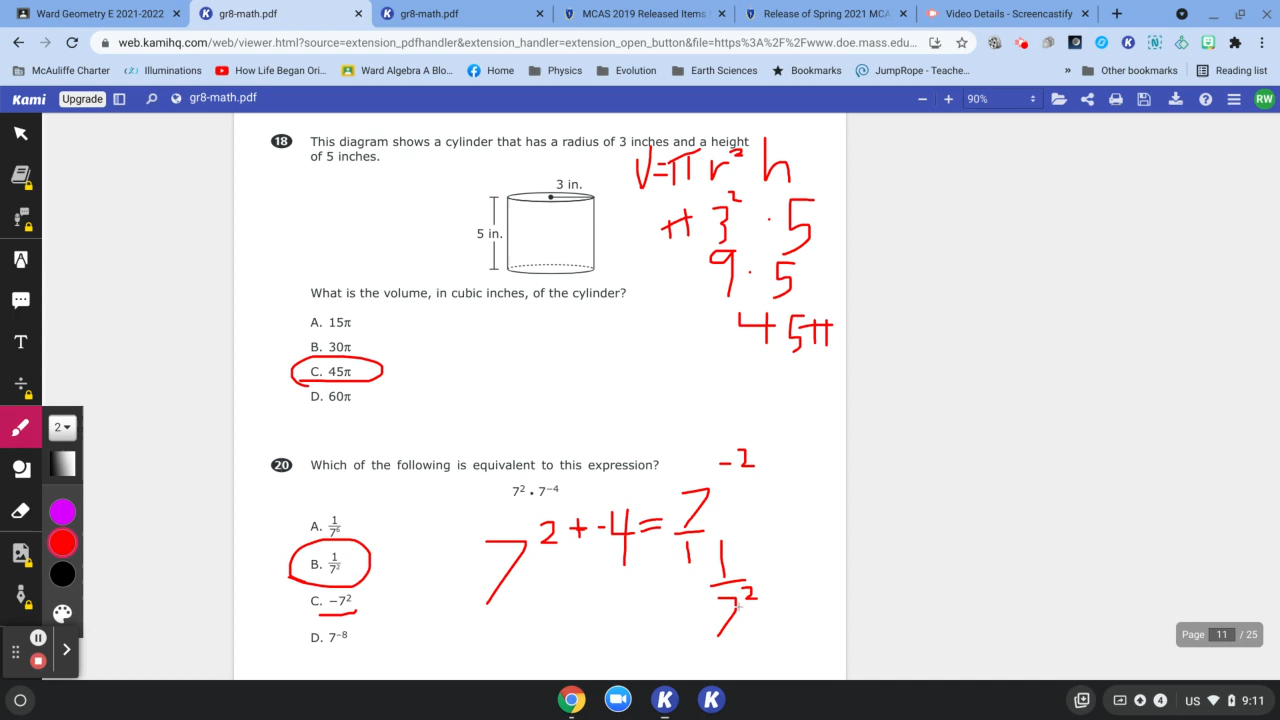 Ward Geometry E 2021-2022
gr8-math.pdf
gr8-math.pdf
MCAS 2019 Released Items
Release of Spring 2021 MCA
Video Details - Screencastify
web.kamihq.com/web/viewer.html?source=extension_pdfhandler&extension_handler=extension_open_button&file=https%3A%2F%2Fwww.doe.mass.edu...
McAuliffe Charter
Illuminations
How Life Began Ori...
Ward Algebra A Blo...
Home
Physics
Evolution
Earth Sciences
Bookmarks
JumpRope - Teache...
» Other bookmarks
Reading list
Kami Upgrade gr8-math.pdf 90% RW
18 This diagram shows a cylinder that has a radius of 3 inches and a height
of 5 inches.
V=πr² h
3 in.
π 3² · 5
5 in.
9 · 5
What is the volume, in cubic inches, of the cylinder?
45π
A. 15π
B. 30π
C. 45π
D. 60π
2
20 Which of the following is equivalent to this expression?
7² • 7⁻⁴
7^(2 + -4) = 7^(-2)/1
1/7²
A. 1/7⁶
B. 1/7²
C. −7²
D. 7⁻⁸
Page 11 / 25
US 9:11